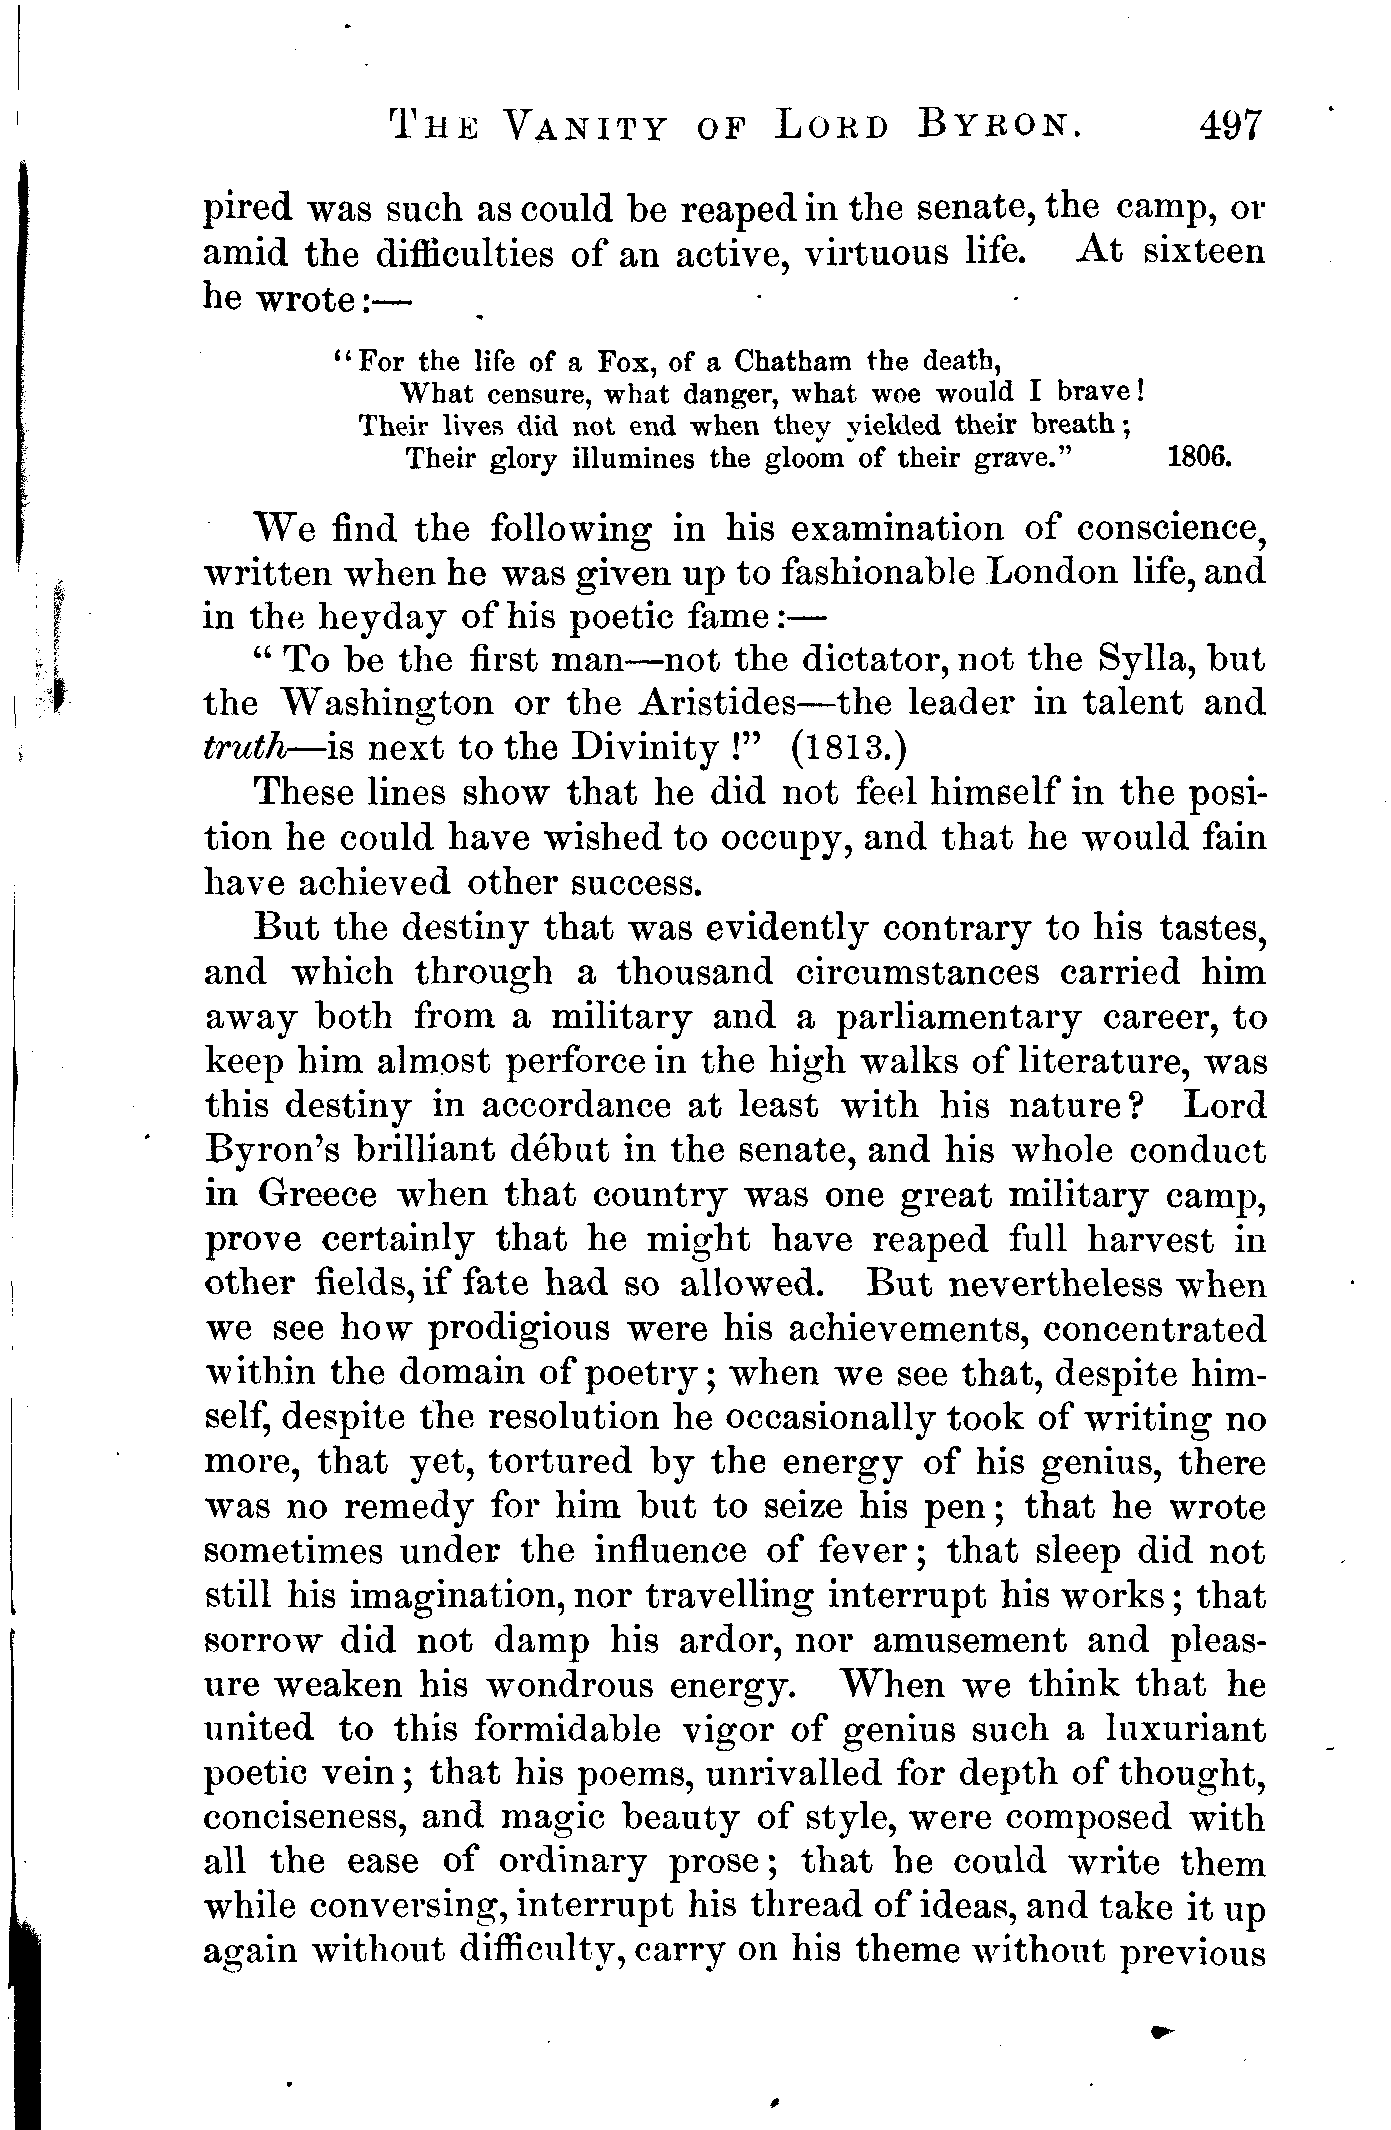 THE VANITY OF LORD BYRON. 497
pired was such as could be reaped in the senate, the camp, or
amid the difficulties of an active, virtuous life. At sixteen
he wrote:—
“For the life of a Fox, of a Chatham the death,
What censure, what danger, what woe would I brave!
Their lives did not end when they yielded their breath;
Their glory illumines the gloom of their grave.” 1806.
We find the following in his examination of conscience,
written when he was given up to fashionable London life, and
in the heyday of his poetic fame:—
“To be the first man—not the dictator, not the Sylla, but
the Washington or the Aristides—the leader in talent and
truth—is next to the Divinity!” (1813.)
These lines show that he did not feel himself in the posi-
tion he could have wished to occupy, and that he would fain
have achieved other success.
But the destiny that was evidently contrary to his tastes,
and which through a thousand circumstances carried him
away both from a military and a parliamentary career, to
keep him almost perforce in the high walks of literature, was
this destiny in accordance at least with his nature? Lord
Byron’s brilliant début in the senate, and his whole conduct
in Greece when that country was one great military camp,
prove certainly that he might have reaped full harvest in
other fields, if fate had so allowed. But nevertheless when
we see how prodigious were his achievements, concentrated
within the domain of poetry; when we see that, despite him-
self, despite the resolution he occasionally took of writing no
more, that yet, tortured by the energy of his genius, there
was no remedy for him but to seize his pen; that he wrote
sometimes under the influence of fever; that sleep did not
still his imagination, nor travelling interrupt his works; that
sorrow did not damp his ardor, nor amusement and pleas-
ure weaken his wondrous energy. When we think that he
united to this formidable vigor of genius such a luxuriant
poetic vein; that his poems, unrivalled for depth of thought,
conciseness, and magic beauty of style, were composed with
all the ease of ordinary prose; that he could write them
while conversing, interrupt his thread of ideas, and take it up
again without difficulty, carry on his theme without previous